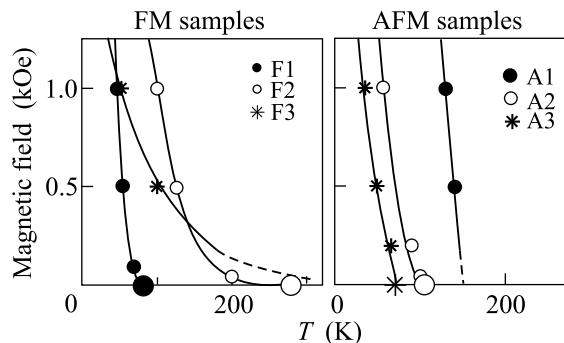 FM samples
AFM samples
Magnetic field (kOe)
1.0
0.5
0
200
F1
F2
F3
0
200
A1
A2
A3
T (K)